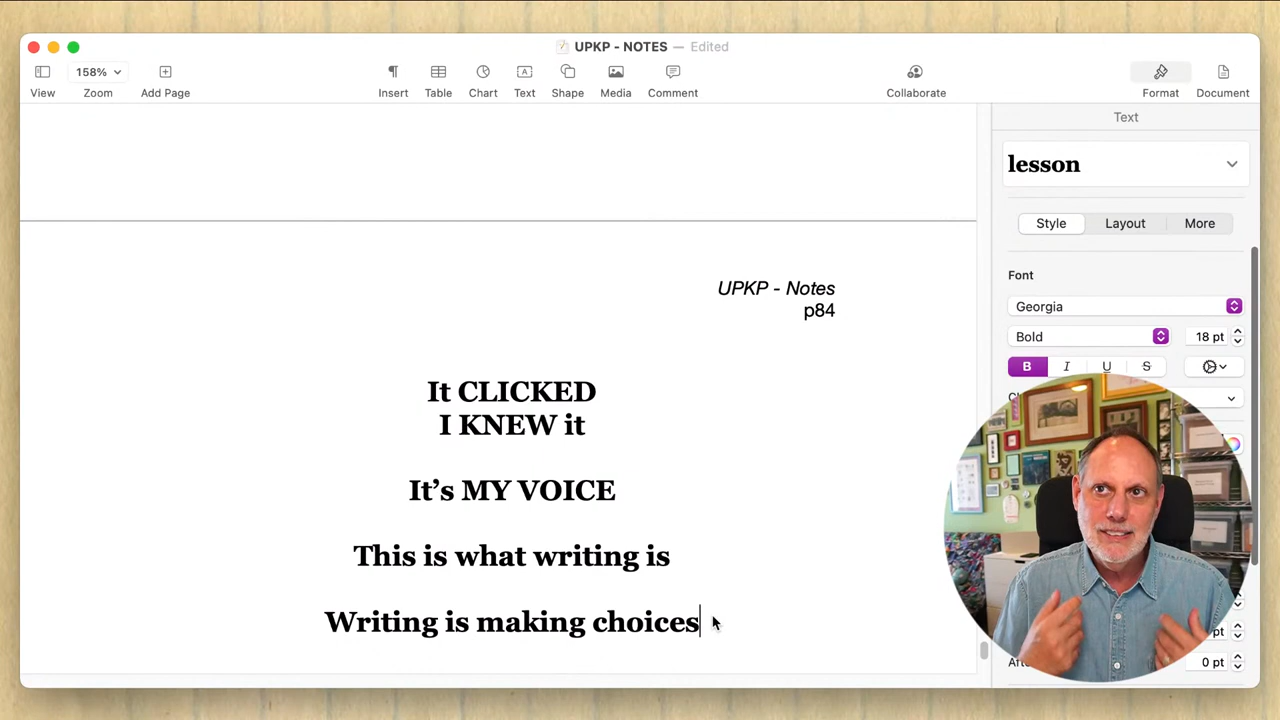 UPKP - NOTES — Edited
158%
View
Zoom
Add Page
Insert
Table
Chart
Text
Shape
Media
Comment
Collaborate
Format
Document
Text
lesson
Style
Layout
More
Font
Georgia
Bold
18 pt
B I U S
UPKP - Notes
p84
It CLICKED
I KNEW it
It’s MY VOICE
This is what writing is
Writing is making choices
pt
0 pt